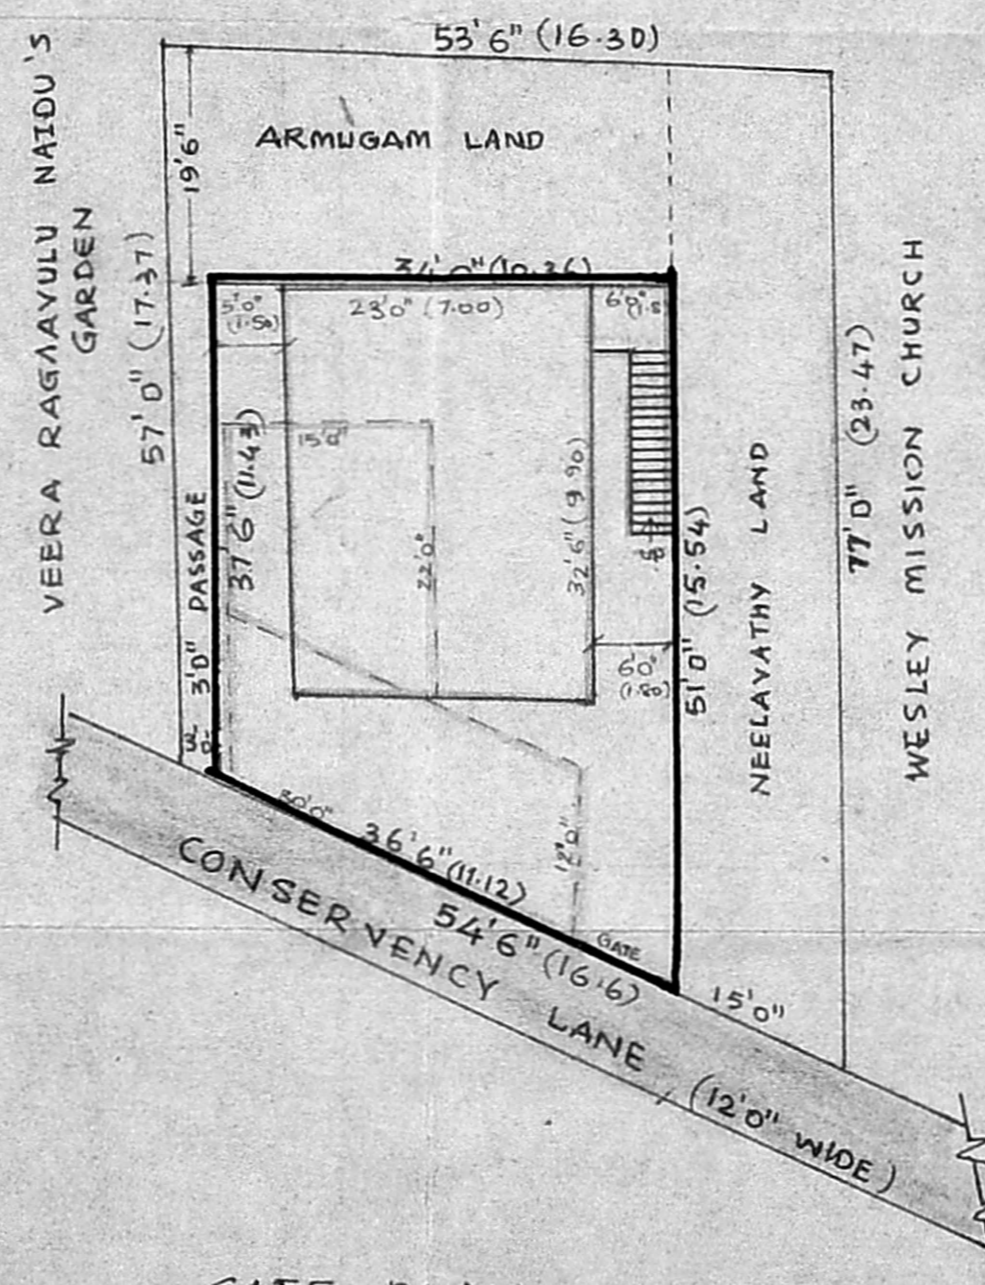 53'6" (16.30)
19'6"
ARMUGAM LAND
VEERA RAGAAVULU NAIDU'S
GARDEN
57'0" (17.37)
34'0" (10.36)
5'0"
(1.50)
23'0" (7.00)
6'0"
15'0"
37'6" (11.43)
22'0"
32'6" (9.90)
3'0" PASSAGE
6'0"
(1.80)
51'0" (15.54)
NEELAVATHY LAND
77'0" (23.47)
WESLEY MISSION CHURCH
30'0"
36'6" (11.12)
12'0"
GATE
54'6" (16.6)
15'0"
CONSERVENCY LANE (12'0" WIDE)